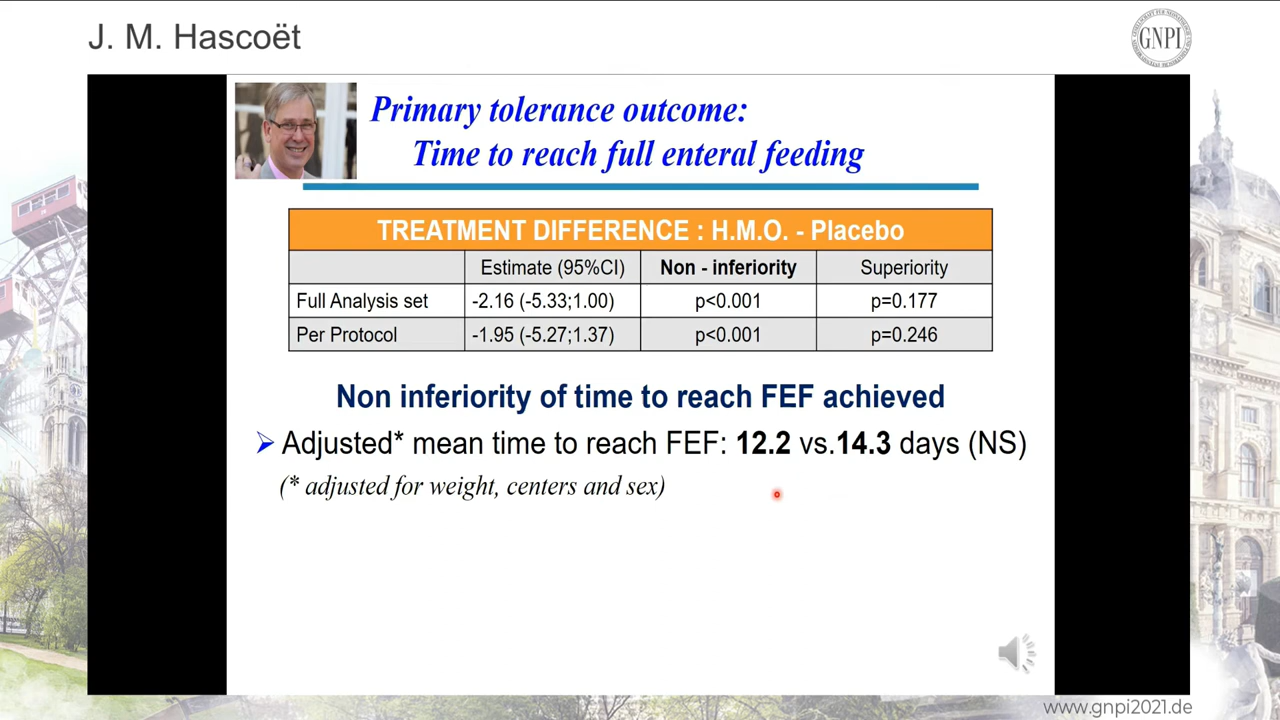 J. M. Hascoët
GNPI
Primary tolerance outcome:
Time to reach full enteral feeding
TREATMENT DIFFERENCE : H.M.O. - Placebo
Estimate (95%CI) Non - inferiority Superiority
Full Analysis set -2.16 (-5.33;1.00) p<0.001 p=0.177
Per Protocol -1.95 (-5.27;1.37) p<0.001 p=0.246
Non inferiority of time to reach FEF achieved
➢ Adjusted* mean time to reach FEF: 12.2 vs.14.3 days (NS)
(* adjusted for weight, centers and sex)
www.gnpi2021.de